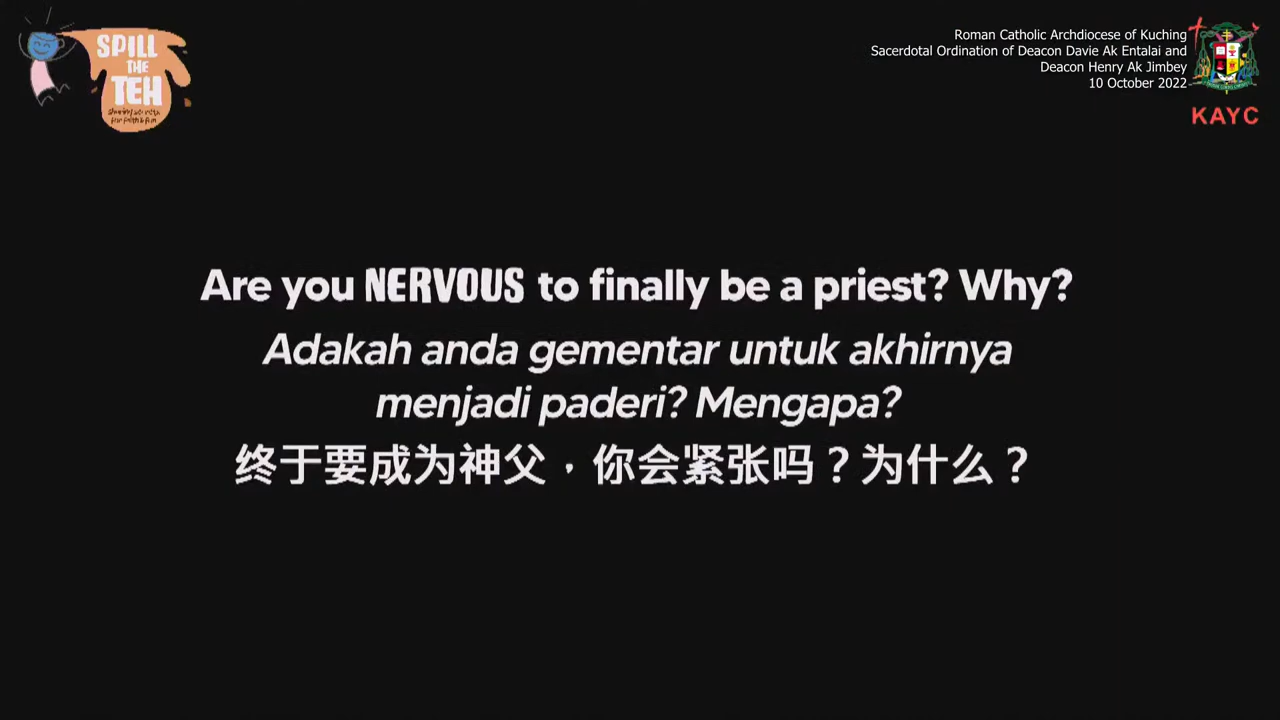 SPILL
THE
TEH
Roman Catholic Archdiocese of Kuching
Sacerdotal Ordination of Deacon Davie Ak Entalai and
Deacon Henry Ak Jimbey
10 October 2022
KAYC
Are you NERVOUS to finally be a priest? Why?
Adakah anda gementar untuk akhirnya
menjadi paderi? Mengapa?
终于要成为神父，你会紧张吗？为什么？